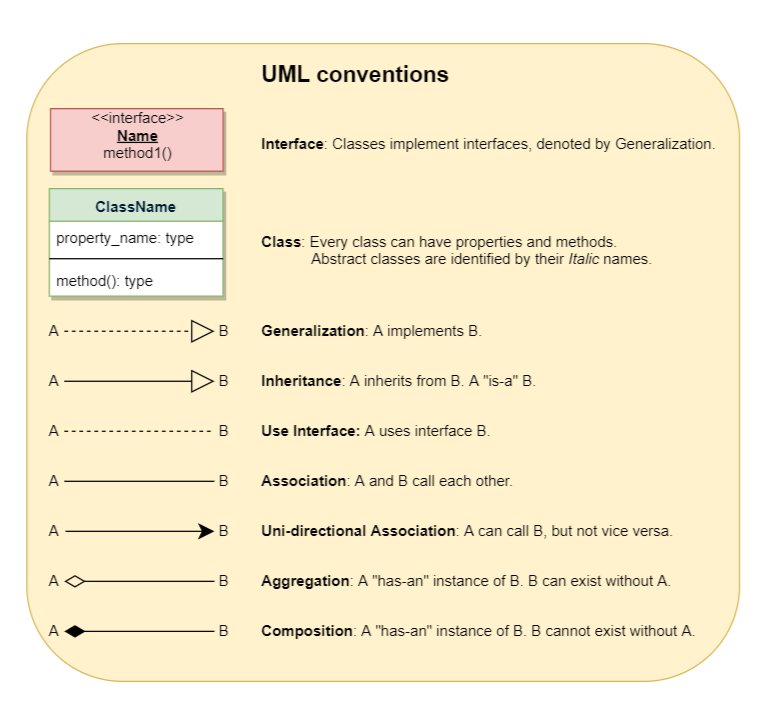 UML conventions
<<interface>>
Name
method1()
Interface: Classes implement interfaces, denoted by Generalization.
ClassName
property_name: type
method(): type
Class: Every class can have properties and methods.
Abstract classes are identified by their Italic names.
A B Generalization: A implements B.
A B Inheritance: A inherits from B. A "is-a" B.
A B Use Interface: A uses interface B.
A B Association: A and B call each other.
A B Uni-directional Association: A can call B, but not vice versa.
A B Aggregation: A "has-an" instance of B. B can exist without A.
A B Composition: A "has-an" instance of B. B cannot exist without A.